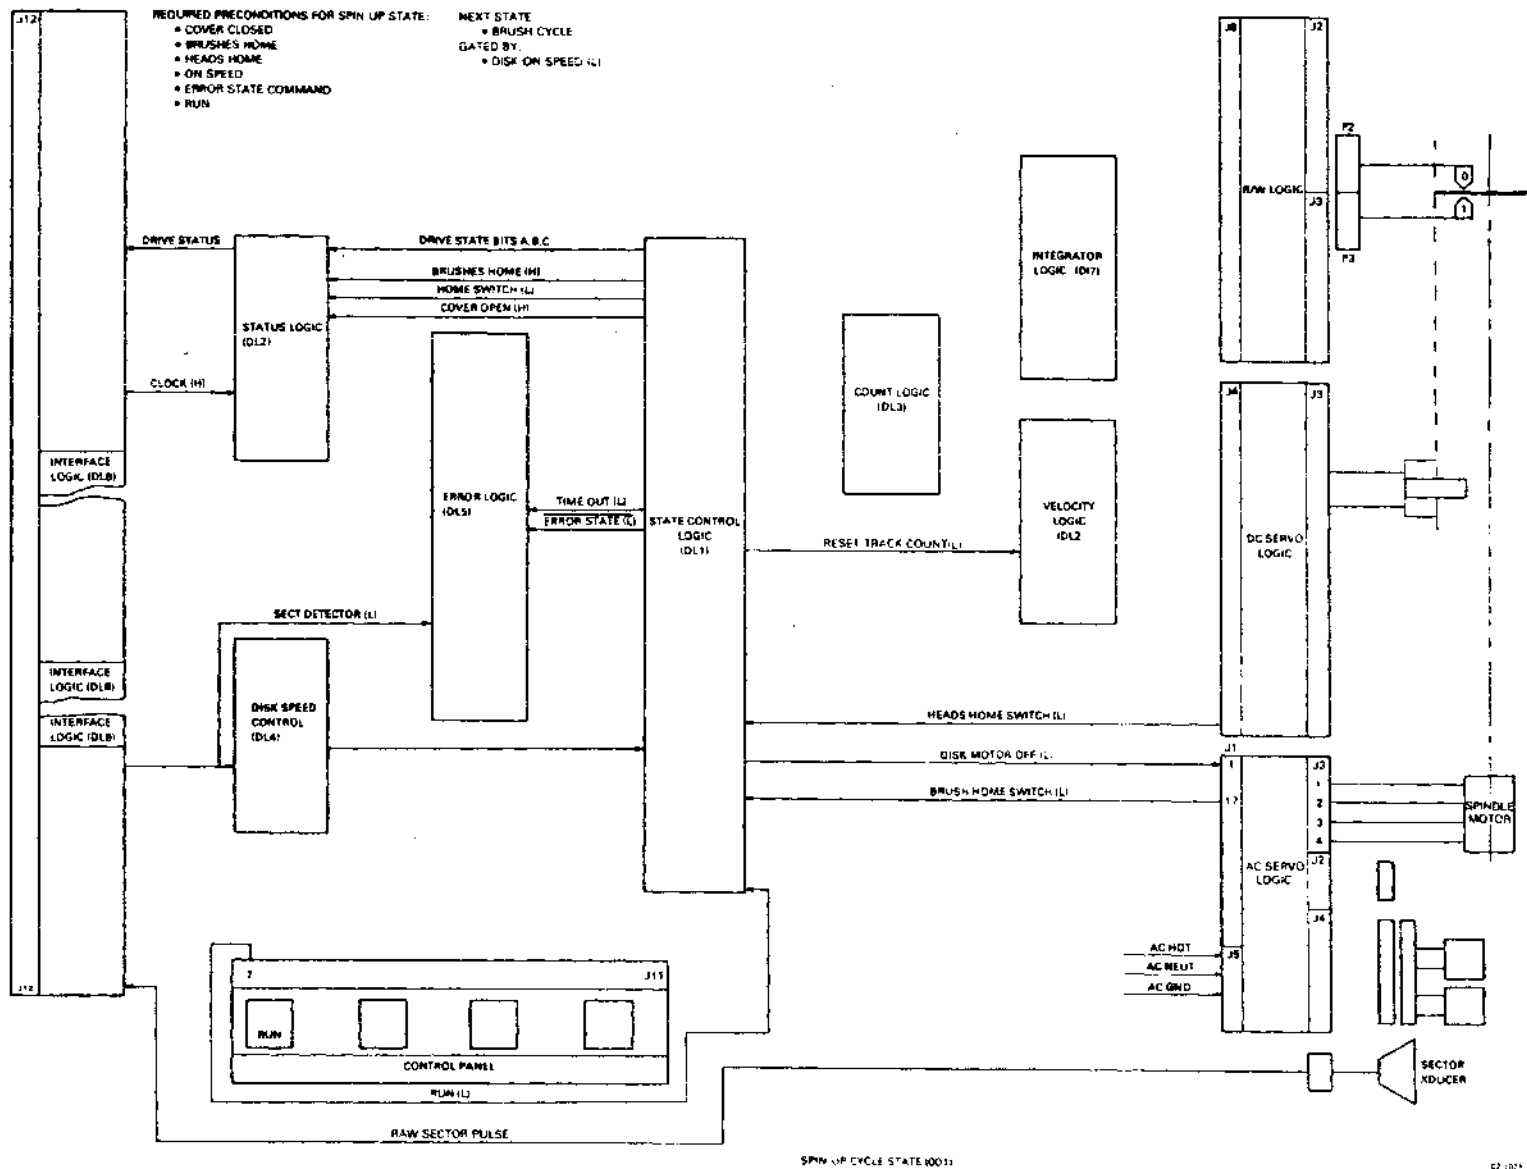 J12
REQUIRED PRECONDITIONS FOR SPIN UP STATE:
• COVER CLOSED
• BRUSHES HOME
• HEADS HOME
• ON SPEED
• ERROR STATE COMMAND
• RUN
NEXT STATE
• BRUSH CYCLE
GATED BY:
• DISK ON SPEED (L)
J2
P2
R/W LOGIC
J3
P3
0
1
DRIVE STATUS
DRIVE STATE BITS A,B,C
BRUSHES HOME (H)
HOME SWITCH (L)
COVER OPEN (H)
STATUS LOGIC
(DL2)
CLOCK (H)
INTEGRATOR
LOGIC (DI7)
COUNT LOGIC
(DL3)
J3
INTERFACE
LOGIC (DL8)
ERROR LOGIC
(DL5)
TIME OUT (L)
ERROR STATE (L)
STATE CONTROL
LOGIC
(DL1)
VELOCITY
LOGIC
(DL2
RESET TRACK COUNT(L)
DC SERVO
LOGIC
SECT DETECTOR (L)
INTERFACE
LOGIC (DL8)
DISK SPEED
CONTROL
(DL4)
INTERFACE
LOGIC (DL8)
HEADS HOME SWITCH (L)
DISK MOTOR OFF (L)
BRUSH HOME SWITCH (L)
J1
1
J3
1
2
3
4
SPINDLE
MOTOR
J2
AC SERVO
LOGIC
J4
AC HOT
AC NEUT
AC GND
J5
J12
7
J11
RUN
CONTROL PANEL
RUN (L)
RAW SECTOR PULSE
SECTOR
XDUCER
SPIN UP CYCLE STATE (001)